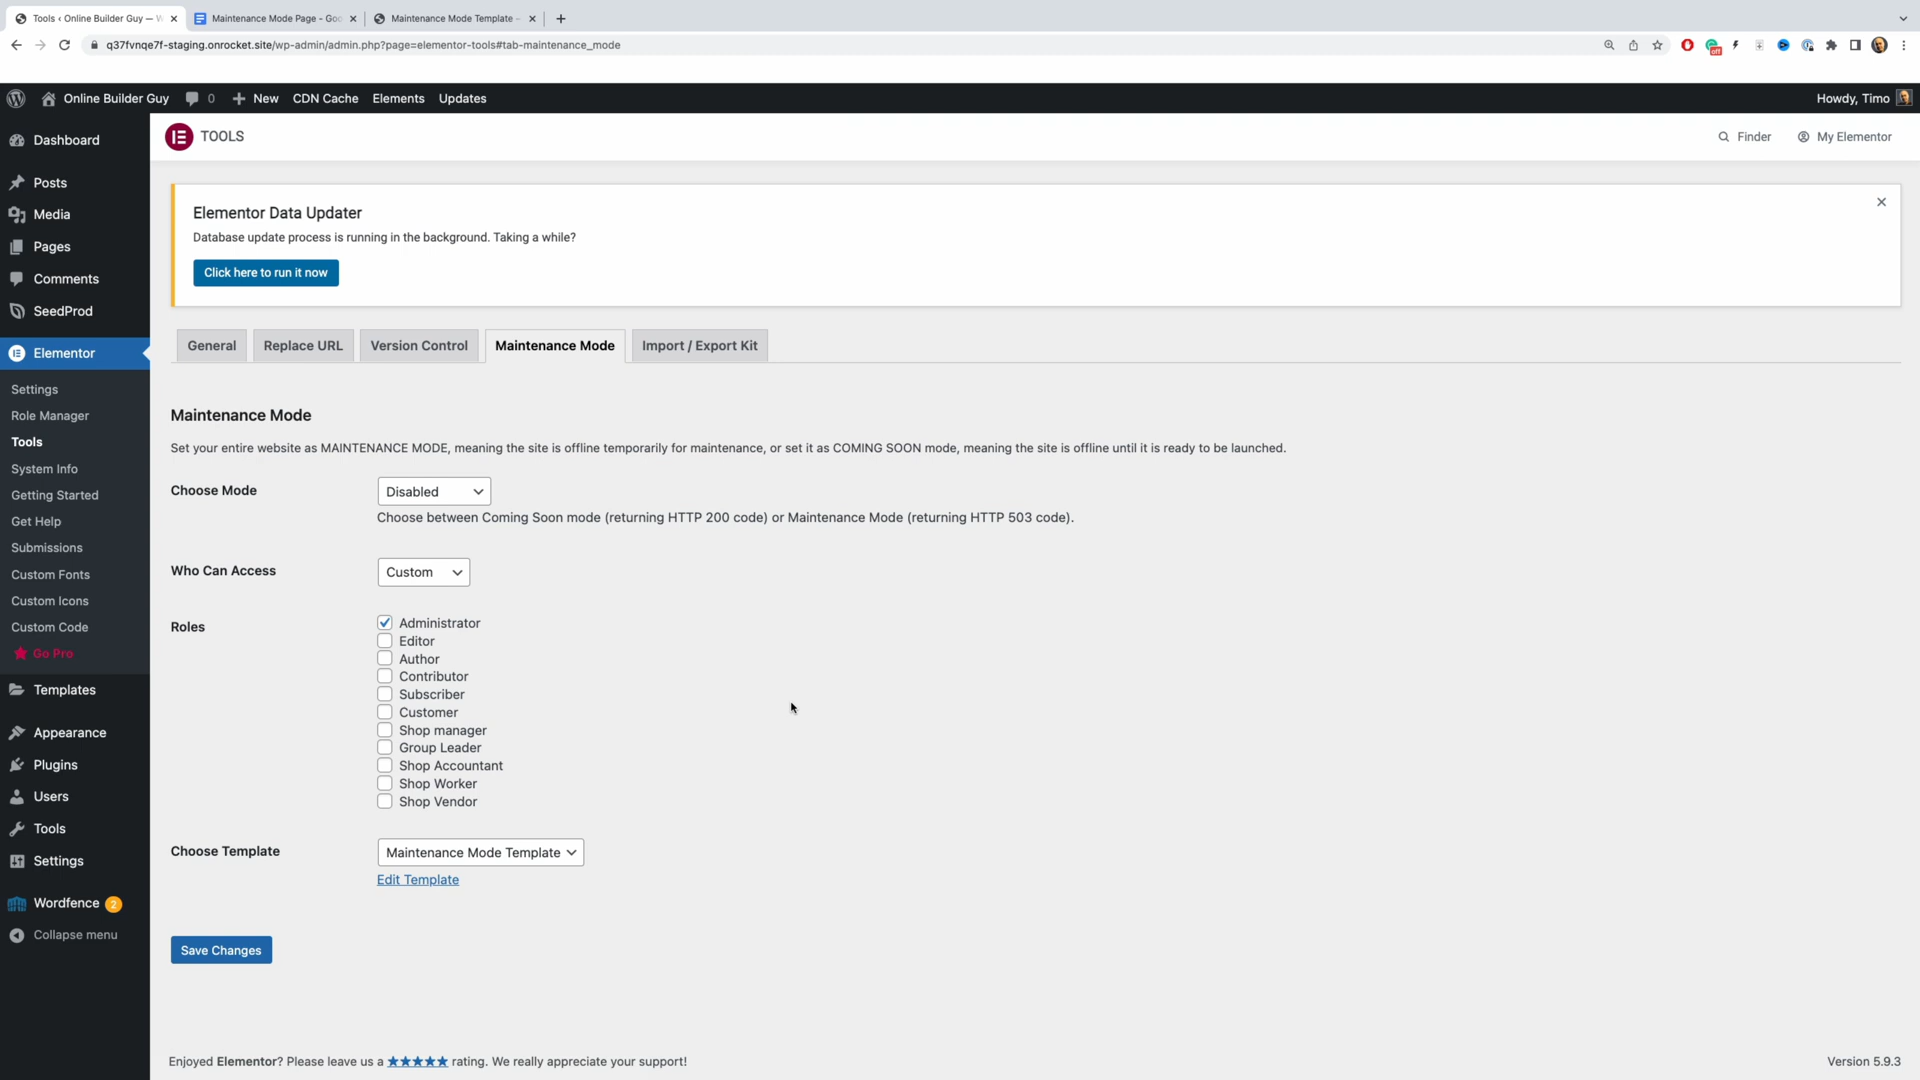 Tools ‹ Online Builder Guy — W
Maintenance Mode Page - Goo
Maintenance Mode Template -
q37fvnqe7f-staging.onrocket.site/wp-admin/admin.php?page=elementor-tools#tab-maintenance_mode
off
Online Builder Guy
0
New
CDN Cache
Elements
Updates
Howdy, Timo
Dashboard
Posts
Media
Pages
Comments
SeedProd
Elementor
Settings
Role Manager
Tools
System Info
Getting Started
Get Help
Submissions
Custom Fonts
Custom Icons
Custom Code
Go Pro
Templates
Appearance
Plugins
Users
Tools
Settings
Wordfence 2
Collapse menu
TOOLS
Finder
My Elementor
Elementor Data Updater
Database update process is running in the background. Taking a while?
Click here to run it now
General
Replace URL
Version Control
Maintenance Mode
Import / Export Kit
Maintenance Mode
Set your entire website as MAINTENANCE MODE, meaning the site is offline temporarily for maintenance, or set it as COMING SOON mode, meaning the site is offline until it is ready to be launched.
Choose Mode
Disabled
Choose between Coming Soon mode (returning HTTP 200 code) or Maintenance Mode (returning HTTP 503 code).
Who Can Access
Custom
Roles
Administrator
Editor
Author
Contributor
Subscriber
Customer
Shop manager
Group Leader
Shop Accountant
Shop Worker
Shop Vendor
Choose Template
Maintenance Mode Template
Edit Template
Save Changes
Enjoyed Elementor? Please leave us a ★★★★★ rating. We really appreciate your support!
Version 5.9.3